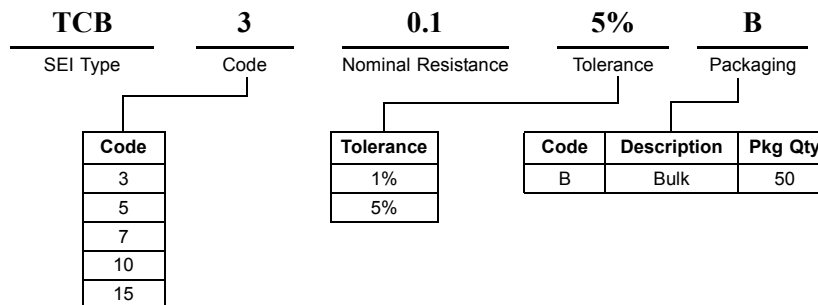 TCB 3 0.1 5% B
SEI Type Code Nominal Resistance Tolerance Packaging
Code Tolerance Code Description Pkg Qty
3 1% B Bulk 50
5 5%
7
10
15